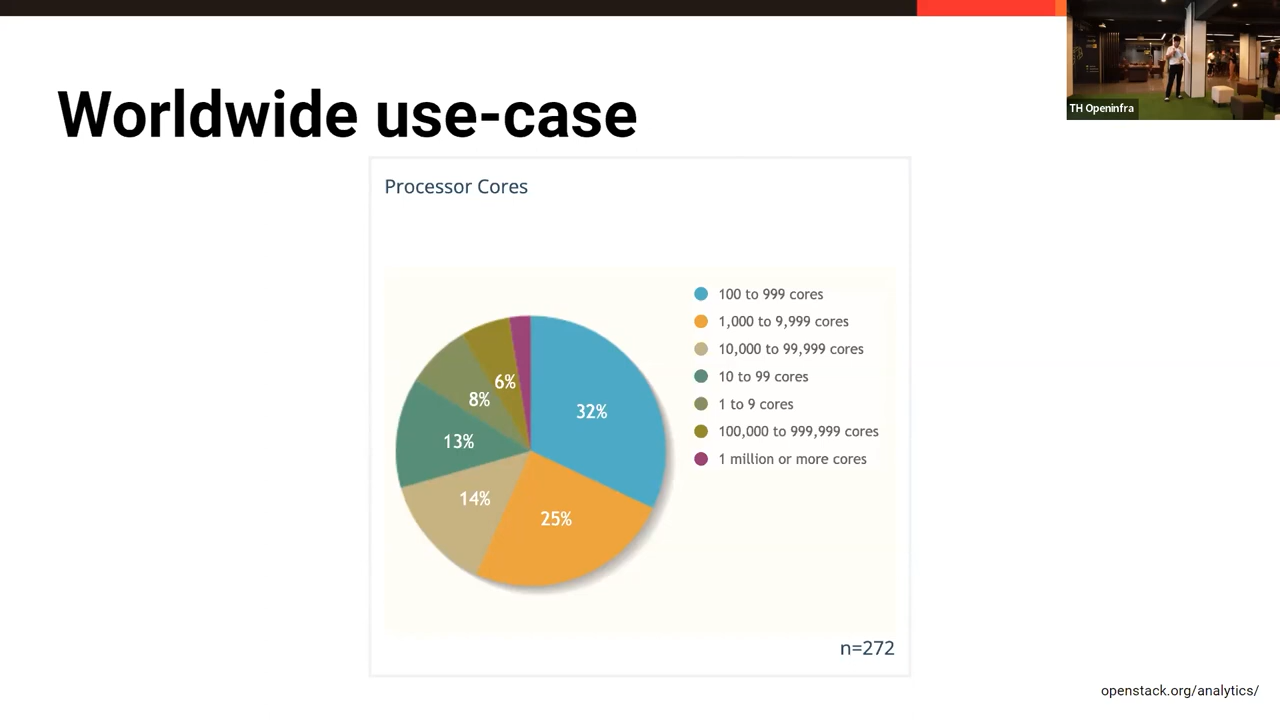 Worldwide use-case
TH Openinfra
Processor Cores
100 to 999 cores
1,000 to 9,999 cores
10,000 to 99,999 cores
10 to 99 cores
1 to 9 cores
100,000 to 999,999 cores
1 million or more cores
6%
8%
32%
13%
14%
25%
n=272
openstack.org/analytics/